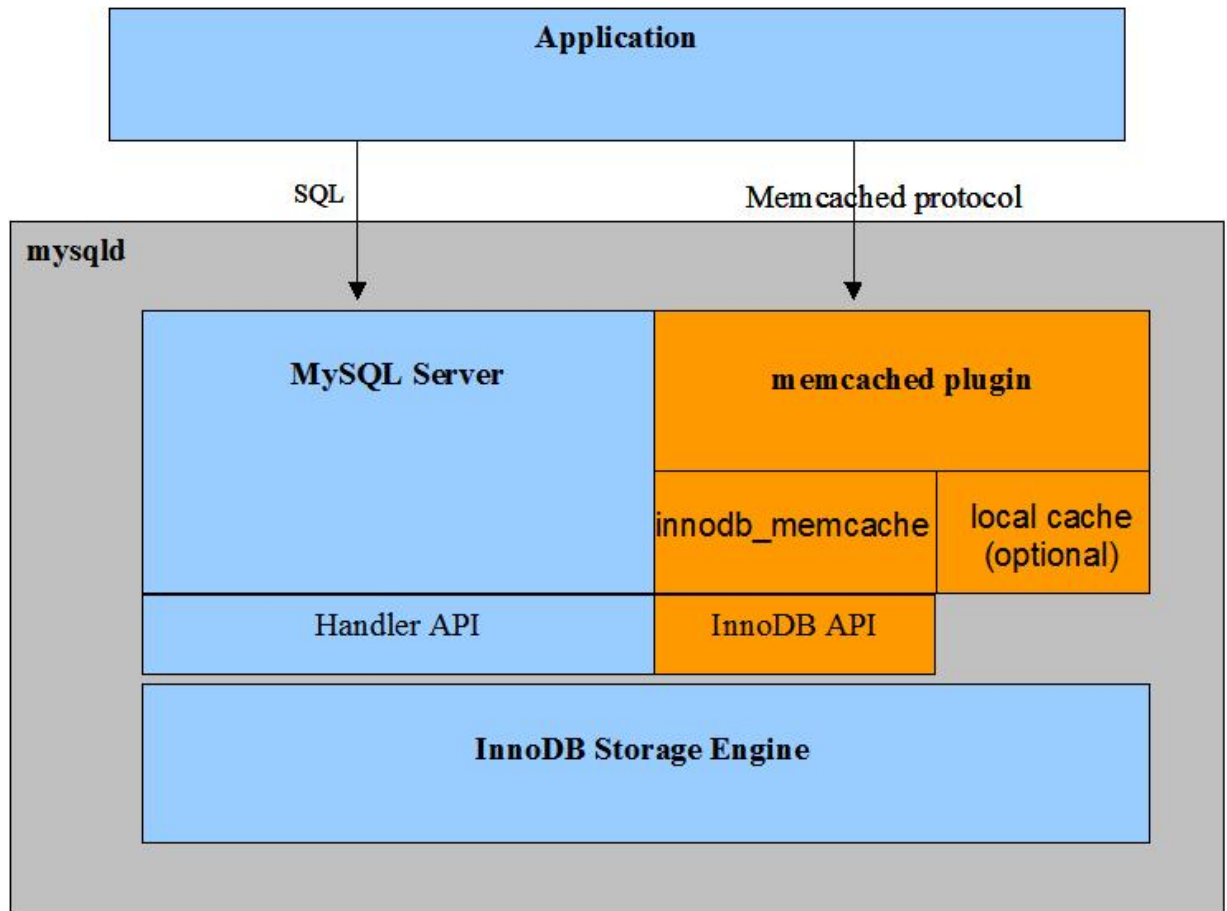 Application
SQL
Memcached protocol
mysqld
MySQL Server
memcached plugin
innodb_memcache
local cache
(optional)
Handler API
InnoDB API
InnoDB Storage Engine